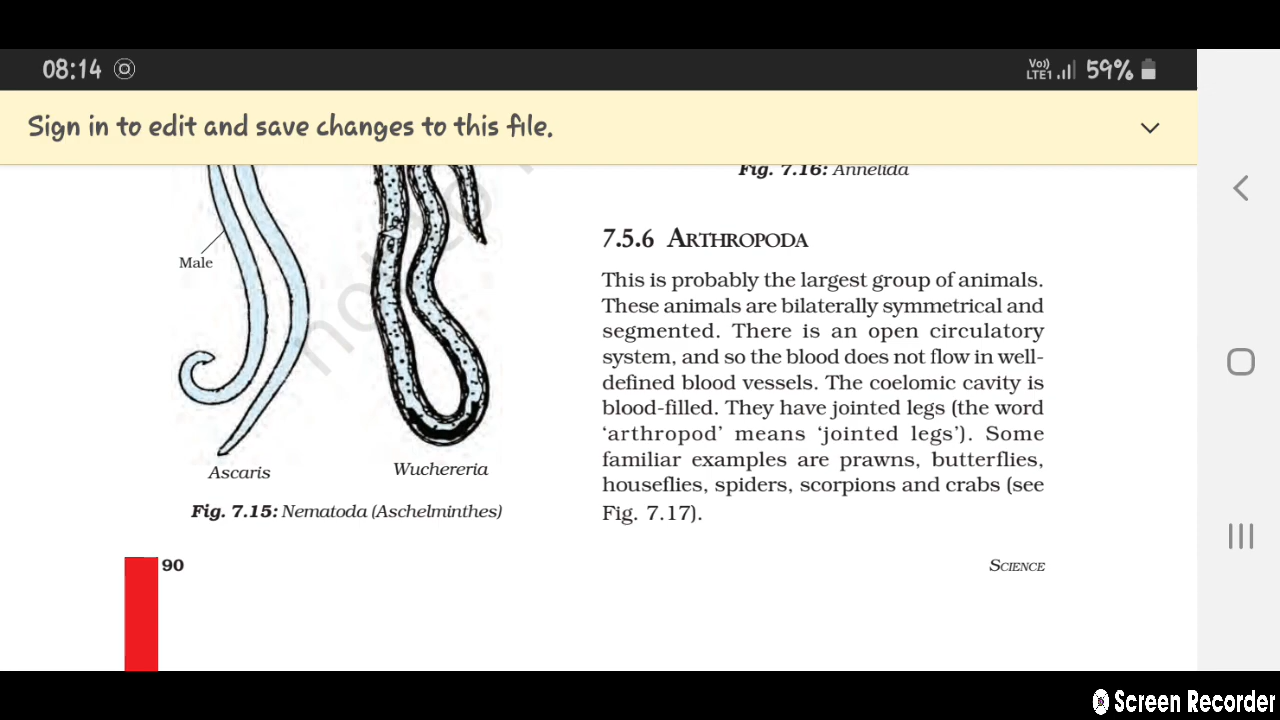 08:14
Vo))
LTE1
59%
Sign in to edit and save changes to this file.
Male
Ascaris
Wuchereria
Fig. 7.15: Nematoda (Aschelminthes)
90
Fig. 7.16: Annelida
7.5.6 ARTHROPODA
This is probably the largest group of animals.
These animals are bilaterally symmetrical and
segmented. There is an open circulatory
system, and so the blood does not flow in well-
defined blood vessels. The coelomic cavity is
blood-filled. They have jointed legs (the word
‘arthropod’ means ‘jointed legs’). Some
familiar examples are prawns, butterflies,
houseflies, spiders, scorpions and crabs (see
Fig. 7.17).
SCIENCE
Screen Recorder